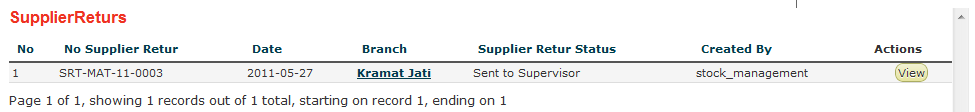 SupplierReturs
No No Supplier Retur Date Branch Supplier Retur Status Created By Actions
1 SRT-MAT-11-0003 2011-05-27 Kramat Jati Sent to Supervisor stock_management View
Page 1 of 1, showing 1 records out of 1 total, starting on record 1, ending on 1